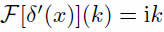 ℱ[δ′(x)](k) = ik